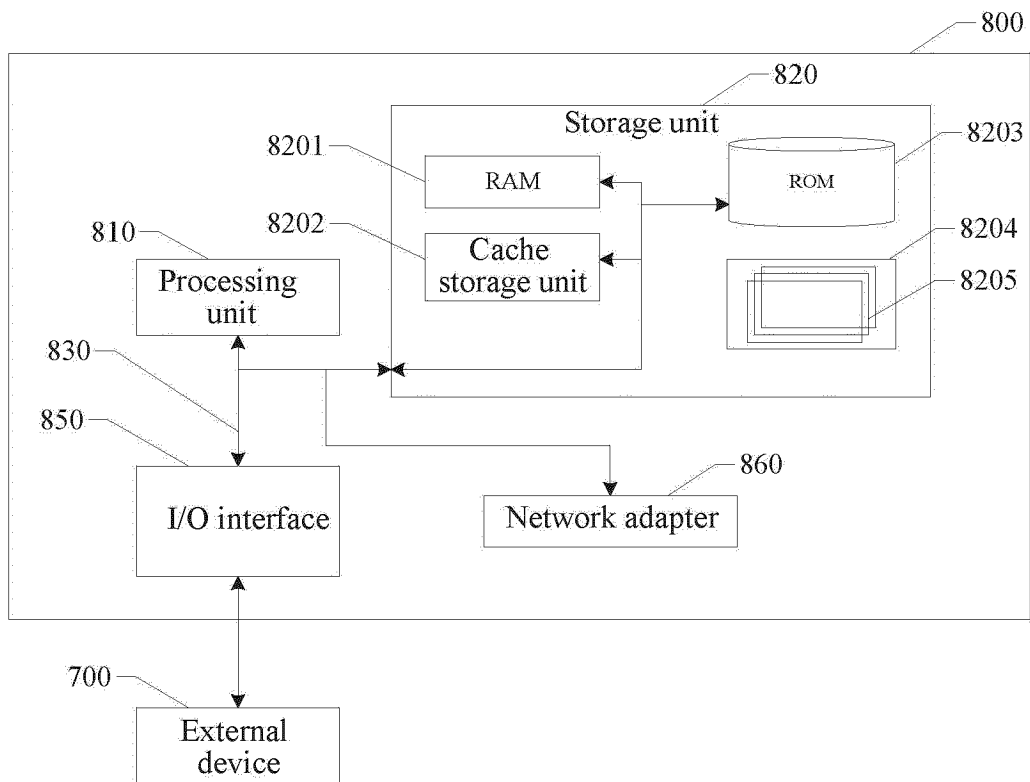 800
820
Storage unit
8201
RAM
8203
ROM
8202
Cache
storage unit
8204
8205
810
Processing
unit
830
850
I/O interface
860
Network adapter
700
External
device